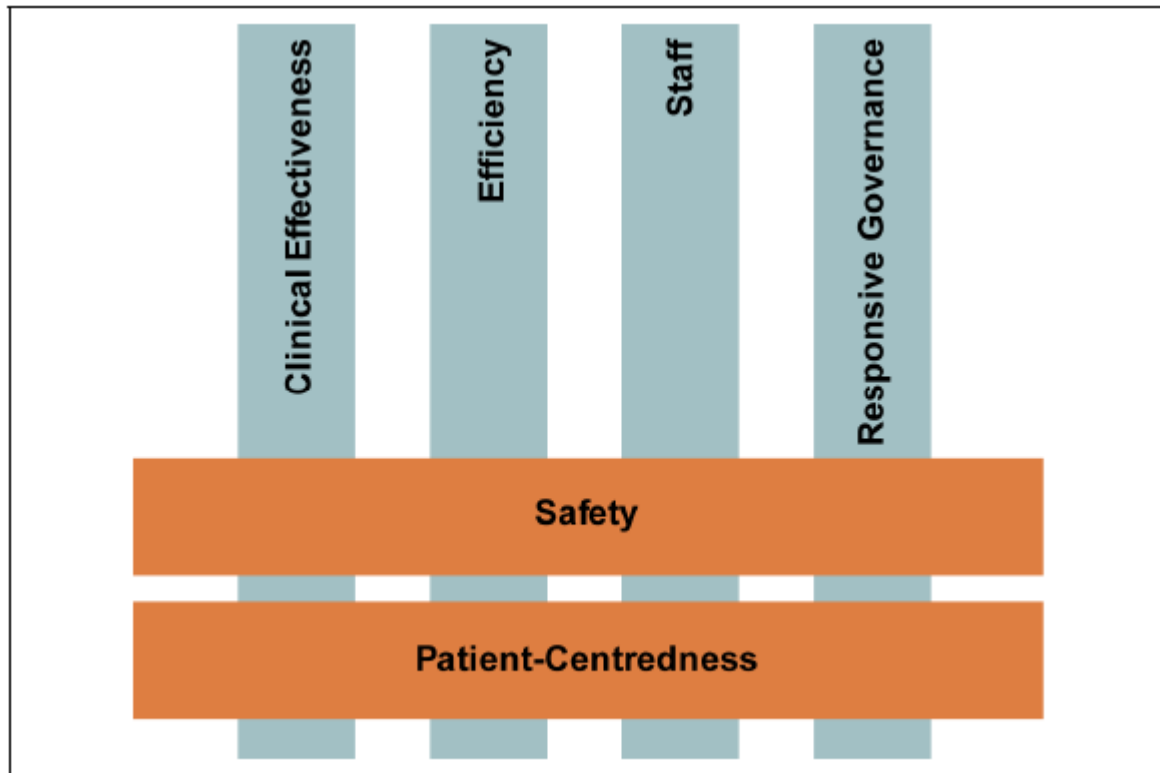 Clinical Effectiveness
Efficiency
Staff
Responsive Governance
Safety
Patient-Centredness